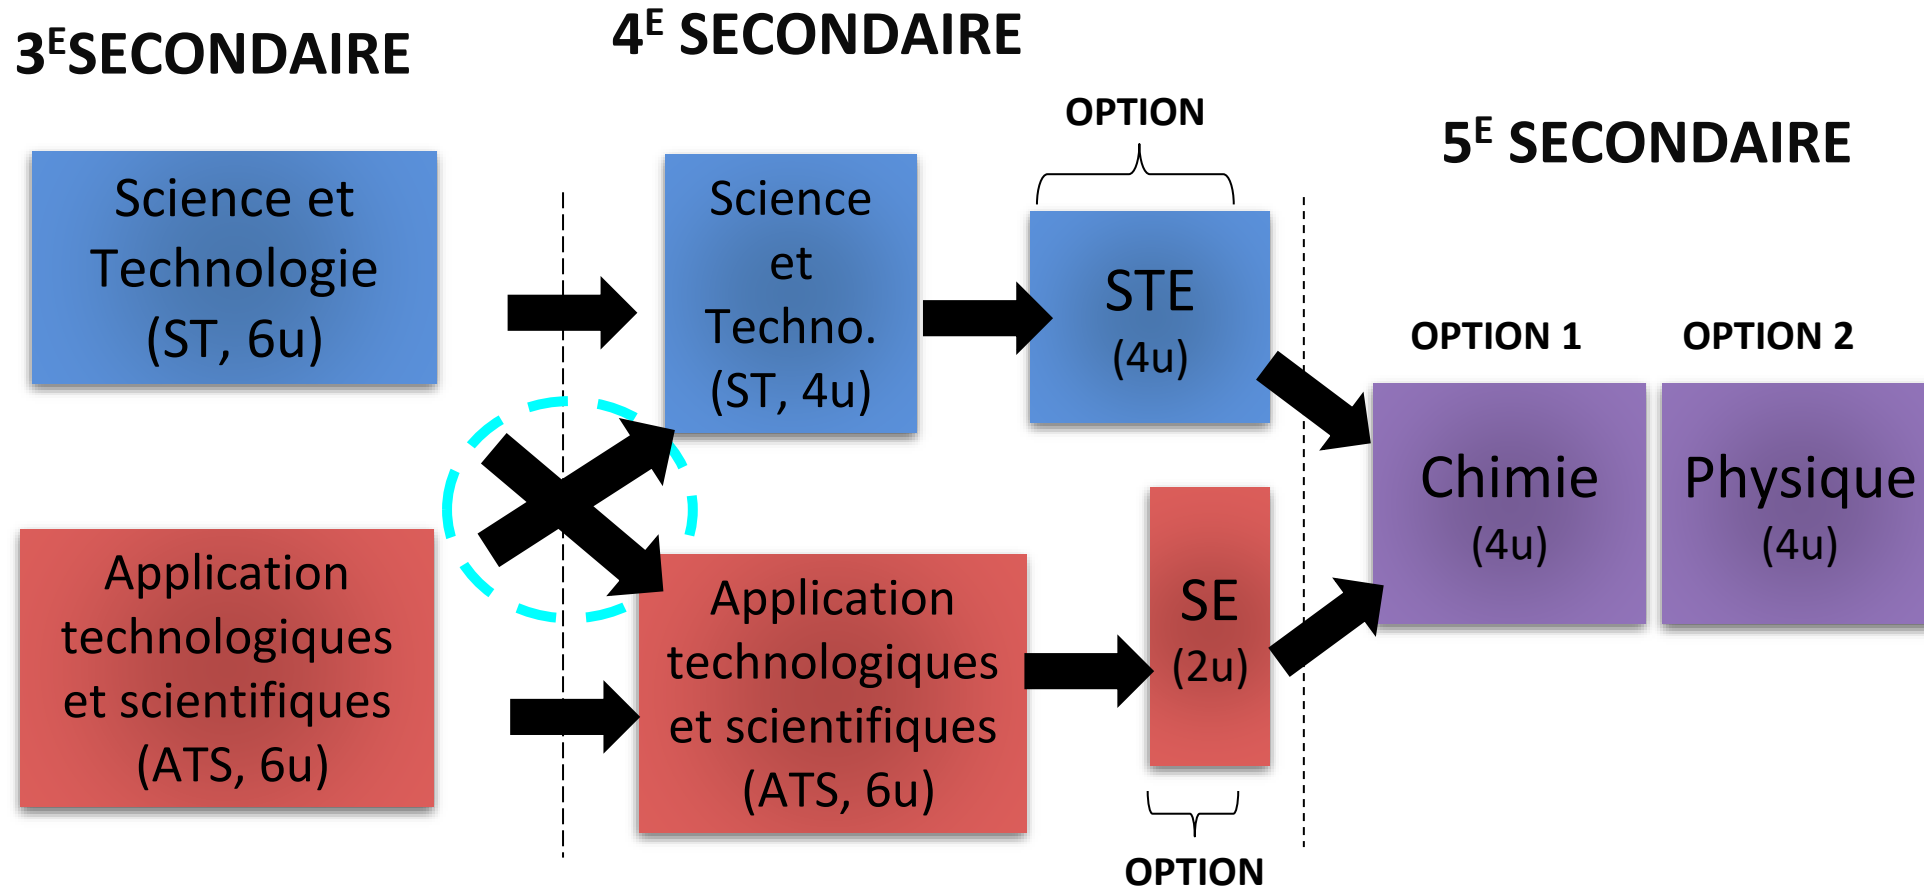 3ᴱSECONDAIRE
Science et
Technologie
(ST, 6u)
Application
technologiques
et scientifiques
(ATS, 6u)
4ᴱ SECONDAIRE
Science
et
Techno.
(ST, 4u)
OPTION
STE
(4u)
Application
technologiques
et scientifiques
(ATS, 6u)
SE
(2u)
OPTION
5ᴱ SECONDAIRE
OPTION 1
Chimie
(4u)
OPTION 2
Physique
(4u)